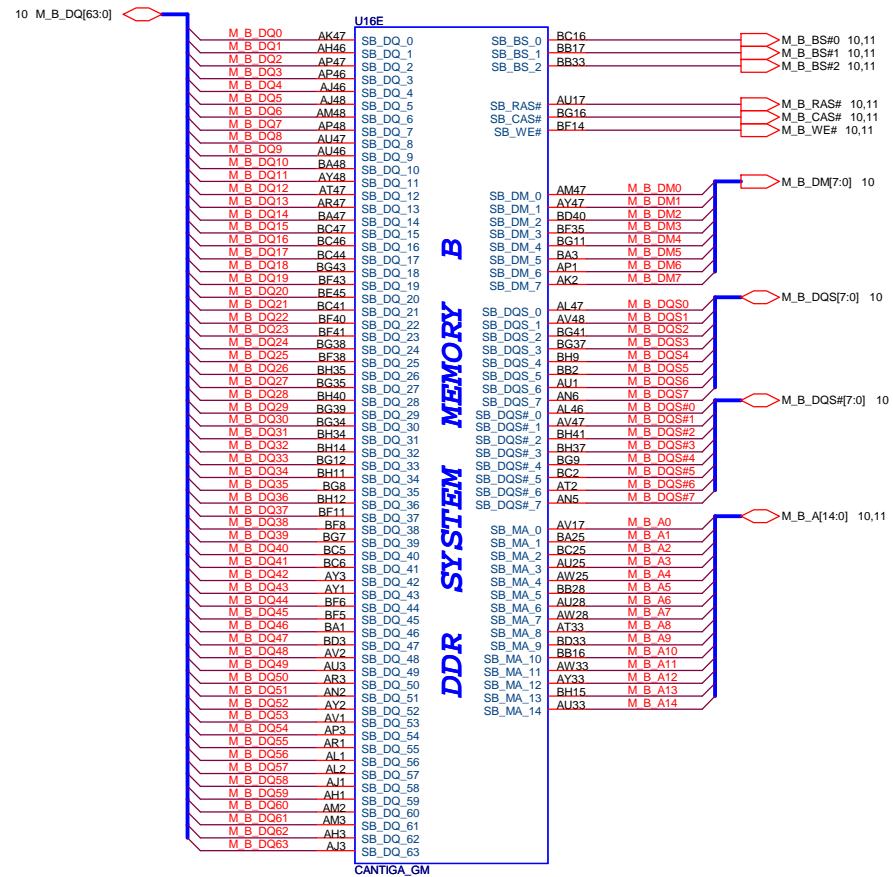 10 M_B_DQ[63:0]
U16E
M_B_DQ0 AK47 SB_DQ_0
M_B_DQ1 AH46 SB_DQ_1
M_B_DQ2 AP47 SB_DQ_2
M_B_DQ3 AP46 SB_DQ_3
M_B_DQ4 AJ46 SB_DQ_4
M_B_DQ5 AJ48 SB_DQ_5
M_B_DQ6 AM48 SB_DQ_6
M_B_DQ7 AP48 SB_DQ_7
M_B_DQ8 AU47 SB_DQ_8
M_B_DQ9 AU46 SB_DQ_9
M_B_DQ10 BA48 SB_DQ_10
M_B_DQ11 AY48 SB_DQ_11
M_B_DQ12 AT47 SB_DQ_12
M_B_DQ13 AR47 SB_DQ_13
M_B_DQ14 BA47 SB_DQ_14
M_B_DQ15 BC47 SB_DQ_15
M_B_DQ16 BC46 SB_DQ_16
M_B_DQ17 BC44 SB_DQ_17
M_B_DQ18 BG43 SB_DQ_18
M_B_DQ19 BF43 SB_DQ_19
M_B_DQ20 BE45 SB_DQ_20
M_B_DQ21 BC41 SB_DQ_21
M_B_DQ22 BF40 SB_DQ_22
M_B_DQ23 BF41 SB_DQ_23
M_B_DQ24 BG38 SB_DQ_24
M_B_DQ25 BF38 SB_DQ_25
M_B_DQ26 BH35 SB_DQ_26
M_B_DQ27 BG35 SB_DQ_27
M_B_DQ28 BH40 SB_DQ_28
M_B_DQ29 BG39 SB_DQ_29
M_B_DQ30 BG34 SB_DQ_30
M_B_DQ31 BH34 SB_DQ_31
M_B_DQ32 BH14 SB_DQ_32
M_B_DQ33 BG12 SB_DQ_33
M_B_DQ34 BH11 SB_DQ_34
M_B_DQ35 BG8 SB_DQ_35
M_B_DQ36 BH12 SB_DQ_36
M_B_DQ37 BF11 SB_DQ_37
M_B_DQ38 BF8 SB_DQ_38
M_B_DQ39 BG7 SB_DQ_39
M_B_DQ40 BC5 SB_DQ_40
M_B_DQ41 BC6 SB_DQ_41
M_B_DQ42 AY3 SB_DQ_42
M_B_DQ43 AY1 SB_DQ_43
M_B_DQ44 BF6 SB_DQ_44
M_B_DQ45 BF5 SB_DQ_45
M_B_DQ46 BA1 SB_DQ_46
M_B_DQ47 BD3 SB_DQ_47
M_B_DQ48 AV2 SB_DQ_48
M_B_DQ49 AU3 SB_DQ_49
M_B_DQ50 AR3 SB_DQ_50
M_B_DQ51 AN2 SB_DQ_51
M_B_DQ52 AY2 SB_DQ_52
M_B_DQ53 AV1 SB_DQ_53
M_B_DQ54 AP3 SB_DQ_54
M_B_DQ55 AR1 SB_DQ_55
M_B_DQ56 AL1 SB_DQ_56
M_B_DQ57 AL2 SB_DQ_57
M_B_DQ58 AJ1 SB_DQ_58
M_B_DQ59 AH1 SB_DQ_59
M_B_DQ60 AM2 SB_DQ_60
M_B_DQ61 AM3 SB_DQ_61
M_B_DQ62 AH3 SB_DQ_62
M_B_DQ63 AJ3 SB_DQ_63
DDR SYSTEM MEMORY B
SB_BS_0 BC16 M_B_BS#0 10,11
SB_BS_1 BB17 M_B_BS#1 10,11
SB_BS_2 BB33 M_B_BS#2 10,11
SB_RAS# AU17 M_B_RAS# 10,11
SB_CAS# BG16 M_B_CAS# 10,11
SB_WE# BF14 M_B_WE# 10,11
M_B_DM[7:0] 10
SB_DM_0 AM47 M_B_DM0
SB_DM_1 AY47 M_B_DM1
SB_DM_2 BD40 M_B_DM2
SB_DM_3 BF35 M_B_DM3
SB_DM_4 BG11 M_B_DM4
SB_DM_5 BA3 M_B_DM5
SB_DM_6 AP1 M_B_DM6
SB_DM_7 AK2 M_B_DM7
M_B_DQS[7:0] 10
SB_DQS_0 AL47 M_B_DQS0
SB_DQS_1 AV48 M_B_DQS1
SB_DQS_2 BG41 M_B_DQS2
SB_DQS_3 BG37 M_B_DQS3
SB_DQS_4 BH9 M_B_DQS4
SB_DQS_5 BB2 M_B_DQS5
SB_DQS_6 AU1 M_B_DQS6
SB_DQS_7 AN6 M_B_DQS7
M_B_DQS#[7:0] 10
SB_DQS#_0 AL46 M_B_DQS#0
SB_DQS#_1 AV47 M_B_DQS#1
SB_DQS#_2 BH41 M_B_DQS#2
SB_DQS#_3 BH37 M_B_DQS#3
SB_DQS#_4 BG9 M_B_DQS#4
SB_DQS#_5 BC2 M_B_DQS#5
SB_DQS#_6 AT2 M_B_DQS#6
SB_DQS#_7 AN5 M_B_DQS#7
M_B_A[14:0] 10,11
SB_MA_0 AV17 M_B_A0
SB_MA_1 BA25 M_B_A1
SB_MA_2 BC25 M_B_A2
SB_MA_3 AU25 M_B_A3
SB_MA_4 AW25 M_B_A4
SB_MA_5 BB28 M_B_A5
SB_MA_6 AU28 M_B_A6
SB_MA_7 AW28 M_B_A7
SB_MA_8 AT33 M_B_A8
SB_MA_9 BD33 M_B_A9
SB_MA_10 BB16 M_B_A10
SB_MA_11 AW33 M_B_A11
SB_MA_12 AY33 M_B_A12
SB_MA_13 BH15 M_B_A13
SB_MA_14 AU33 M_B_A14
CANTIGA_GM